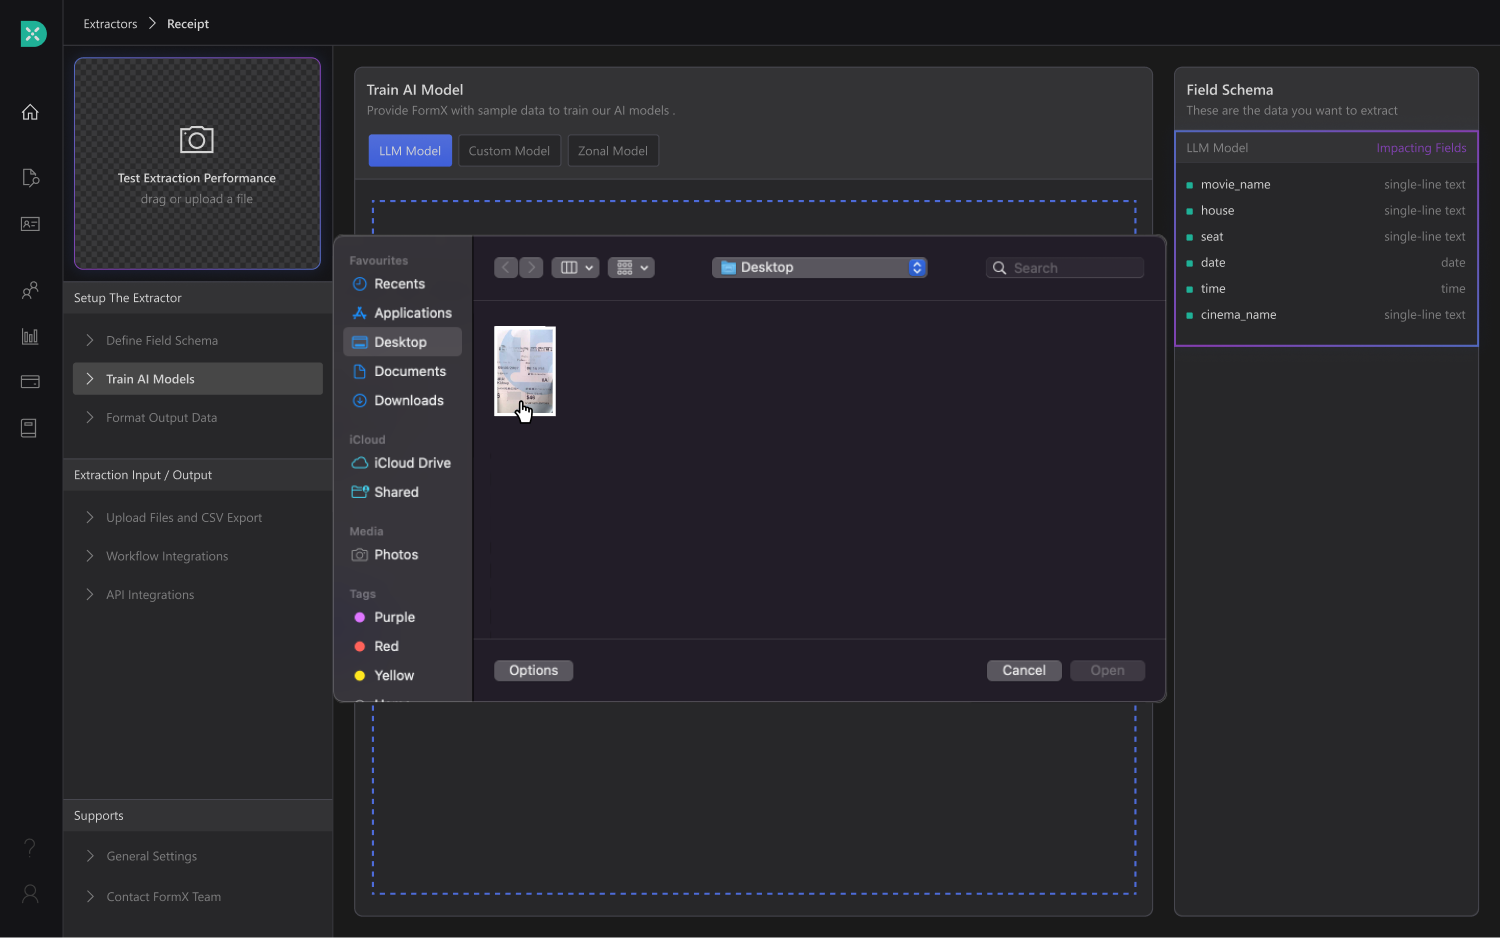 Extractors > Receipt
Test Extraction Performance
drag or upload a file
Setup The Extractor
Define Field Schema
Train AI Models
Format Output Data
Extraction Input / Output
Upload Files and CSV Export
Workflow Integrations
API Integrations
Supports
General Settings
Contact FormX Team
Train AI Model
Provide FormX with sample data to train our AI models .
LLM Model Custom Model Zonal Model
Favourites
Recents
Applications
Desktop
Documents
Downloads
iCloud
iCloud Drive
Shared
Media
Photos
Tags
Purple
Red
Yellow
Desktop
Search
Options
Cancel
Open
Field Schema
These are the data you want to extract
LLM Model Impacting Fields
movie_name single-line text
house single-line text
seat single-line text
date date
time time
cinema_name single-line text